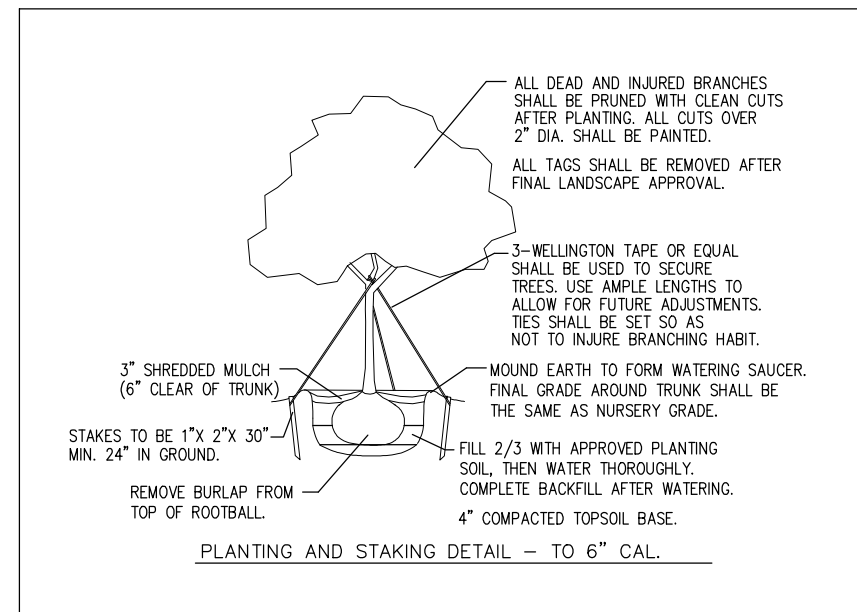 ALL DEAD AND INJURED BRANCHES
SHALL BE PRUNED WITH CLEAN CUTS
AFTER PLANTING. ALL CUTS OVER
2" DIA. SHALL BE PAINTED.
ALL TAGS SHALL BE REMOVED AFTER
FINAL LANDSCAPE APPROVAL.
3-WELLINGTON TAPE OR EQUAL
SHALL BE USED TO SECURE
TREES. USE AMPLE LENGTHS TO
ALLOW FOR FUTURE ADJUSTMENTS.
TIES SHALL BE SET SO AS
NOT TO INJURE BRANCHING HABIT.
3" SHREDDED MULCH
(6" CLEAR OF TRUNK)
MOUND EARTH TO FORM WATERING SAUCER.
FINAL GRADE AROUND TRUNK SHALL BE
THE SAME AS NURSERY GRADE.
STAKES TO BE 1"X 2"X 30"
MIN. 24" IN GROUND.
FILL 2/3 WITH APPROVED PLANTING
SOIL, THEN WATER THOROUGHLY.
COMPLETE BACKFILL AFTER WATERING.
REMOVE BURLAP FROM
TOP OF ROOTBALL.
4" COMPACTED TOPSOIL BASE.
PLANTING AND STAKING DETAIL - TO 6" CAL.